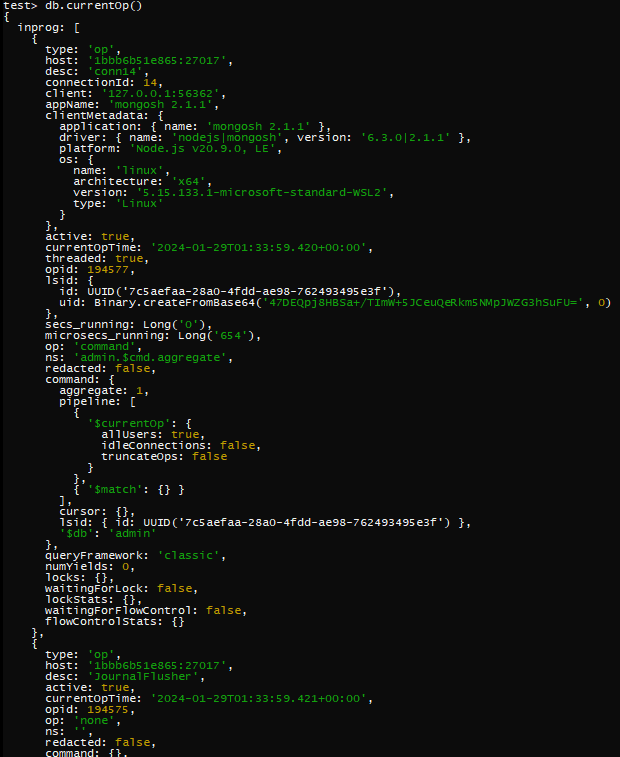 test> db.currentOp()
{
  inprog: [
    {
      type: 'op',
      host: '1bbb6b51e865:27017',
      desc: 'conn14',
      connectionId: 14,
      client: '127.0.0.1:56362',
      appName: 'mongosh 2.1.1',
      clientMetadata: {
        application: { name: 'mongosh 2.1.1' },
        driver: { name: 'nodejs|mongosh', version: '6.3.0|2.1.1' },
        platform: 'Node.js v20.9.0, LE',
        os: {
          name: 'linux',
          architecture: 'x64',
          version: '5.15.133.1-microsoft-standard-WSL2',
          type: 'Linux'
        }
      },
      active: true,
      currentOpTime: '2024-01-29T01:33:59.420+00:00',
      threaded: true,
      opid: 194577,
      lsid: {
        id: UUID('7c5aefaa-28a0-4fdd-ae98-762493495e3f'),
        uid: Binary.createFromBase64('47DEQpj8HBSa+/TImW+5JCeuQeRkm5NMpJWZG3hSuFU=', 0)
      },
      secs_running: Long('0'),
      microsecs_running: Long('654'),
      op: 'command',
      ns: 'admin.$cmd.aggregate',
      redacted: false,
      command: {
        aggregate: 1,
        pipeline: [
          {
            '$currentOp': {
              allUsers: true,
              idleConnections: false,
              truncateOps: false
            }
          },
          { '$match': {} }
        ],
        cursor: {},
        lsid: { id: UUID('7c5aefaa-28a0-4fdd-ae98-762493495e3f') },
        '$db': 'admin'
      },
      queryFramework: 'classic',
      numYields: 0,
      locks: {},
      waitingForLock: false,
      lockStats: {},
      waitingForFlowControl: false,
      flowControlStats: {}
    },
    {
      type: 'op',
      host: '1bbb6b51e865:27017',
      desc: 'JournalFlusher',
      active: true,
      currentOpTime: '2024-01-29T01:33:59.421+00:00',
      opid: 194575,
      op: 'none',
      ns: '',
      redacted: false,
      command: {},